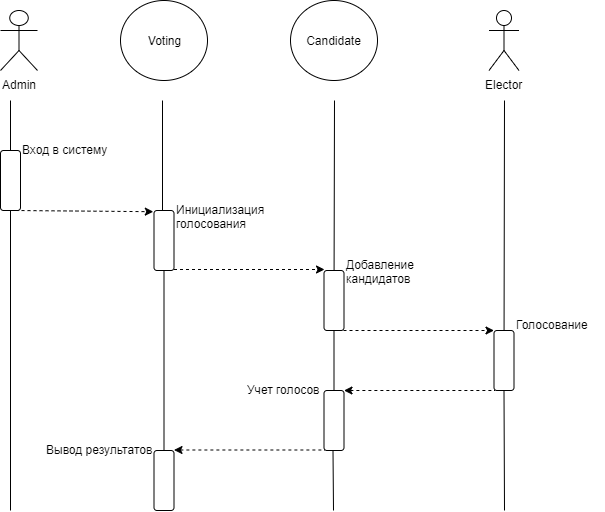 Voting
Candidate
Admin
Elector
Вход в систему
Инициализация
голосования
Добавление
кандидатов
Голосование
Учет голосов
Вывод результатов